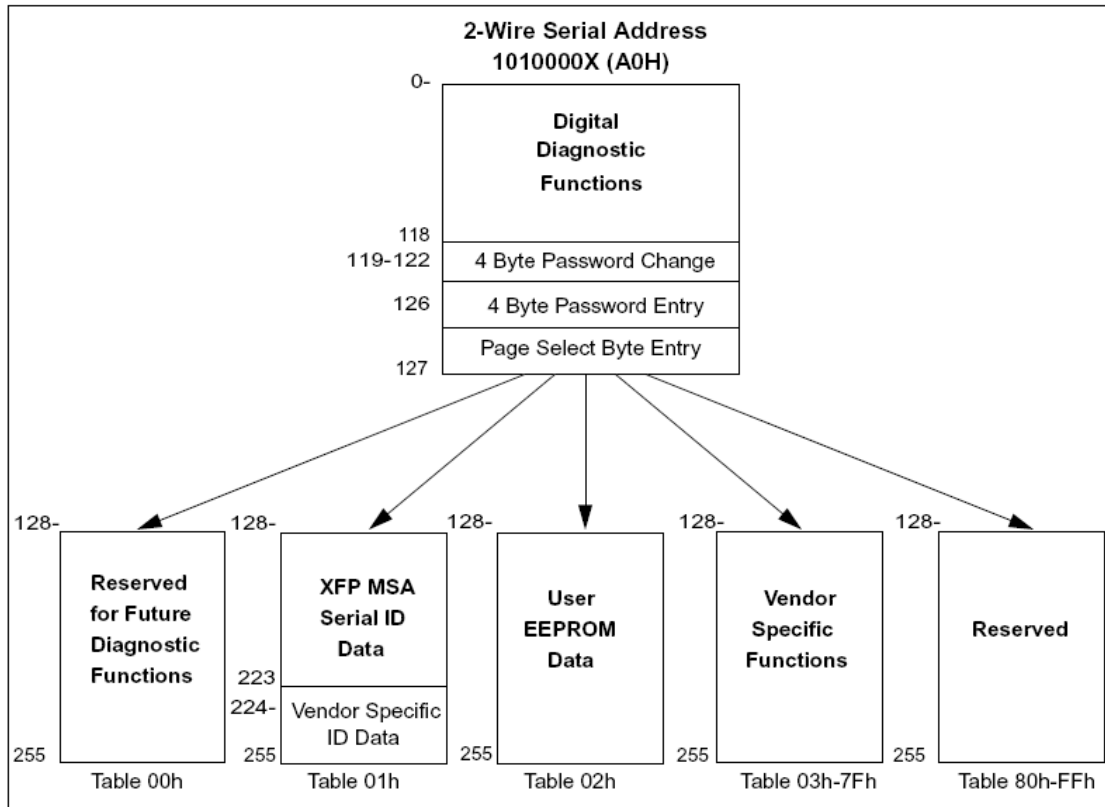 2-Wire Serial Address
1010000X (A0H)
0-
Digital
Diagnostic
Functions
118
119-122
4 Byte Password Change
126
4 Byte Password Entry
Page Select Byte Entry
127
128-
Reserved
for Future
Diagnostic
Functions
255
Table 00h
128-
XFP MSA
Serial ID
Data
223
224-
Vendor Specific
ID Data
255
Table 01h
128-
User
EEPROM
Data
255
Table 02h
128-
Vendor
Specific
Functions
255
Table 03h-7Fh
128-
Reserved
255
Table 80h-FFh